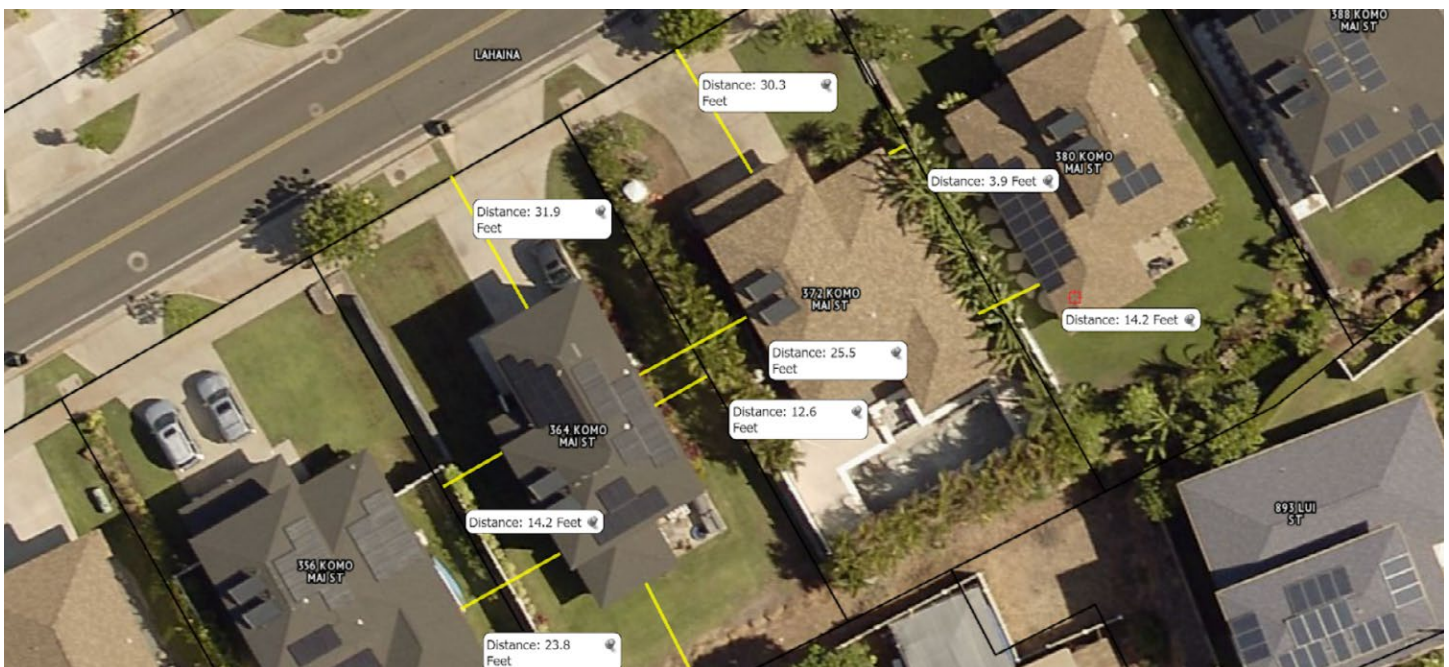 388 KOMO
MAI ST
LAHAINA
Distance: 30.3
Feet
380 KOMO
MAI ST
Distance: 3.9 Feet
Distance: 31.9
Feet
372 KOMO
MAI ST
Distance: 14.2 Feet
Distance: 25.5
Feet
Distance: 12.6
Feet
364 KOMO
MAI ST
Distance: 14.2 Feet
893 LUI
ST
356 KOMO
MAI ST
Distance: 23.8
Feet